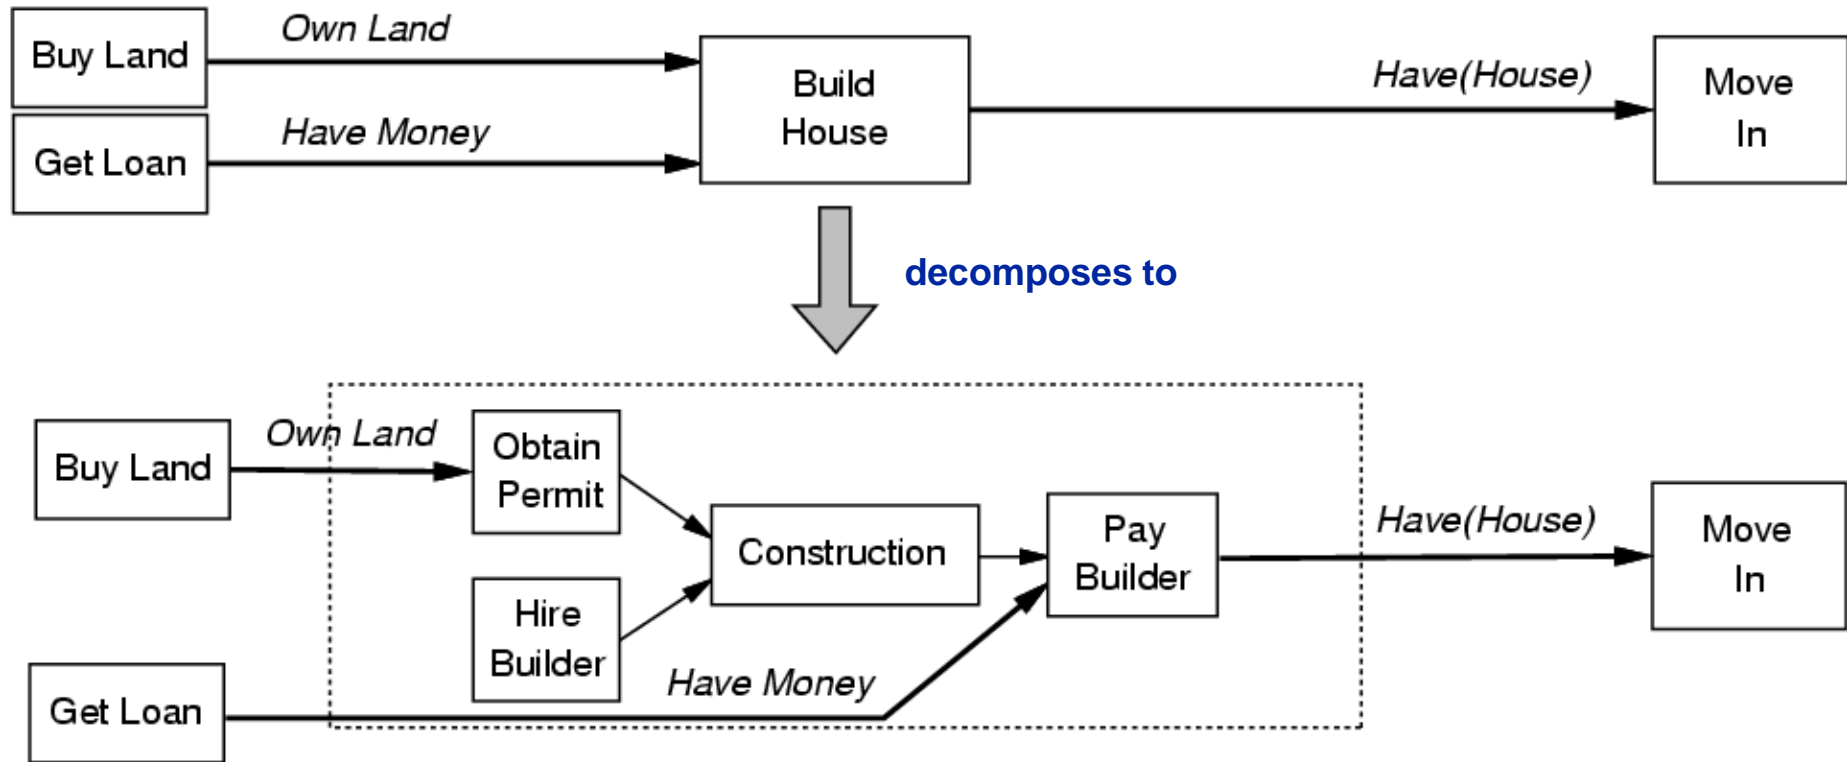 Buy Land
Own Land
Get Loan
Have Money
Build
House
Have(House)
Move
In
decomposes to
Buy Land
Own Land
Obtain
Permit
Hire
Builder
Construction
Pay
Builder
Have(House)
Move
In
Get Loan
Have Money